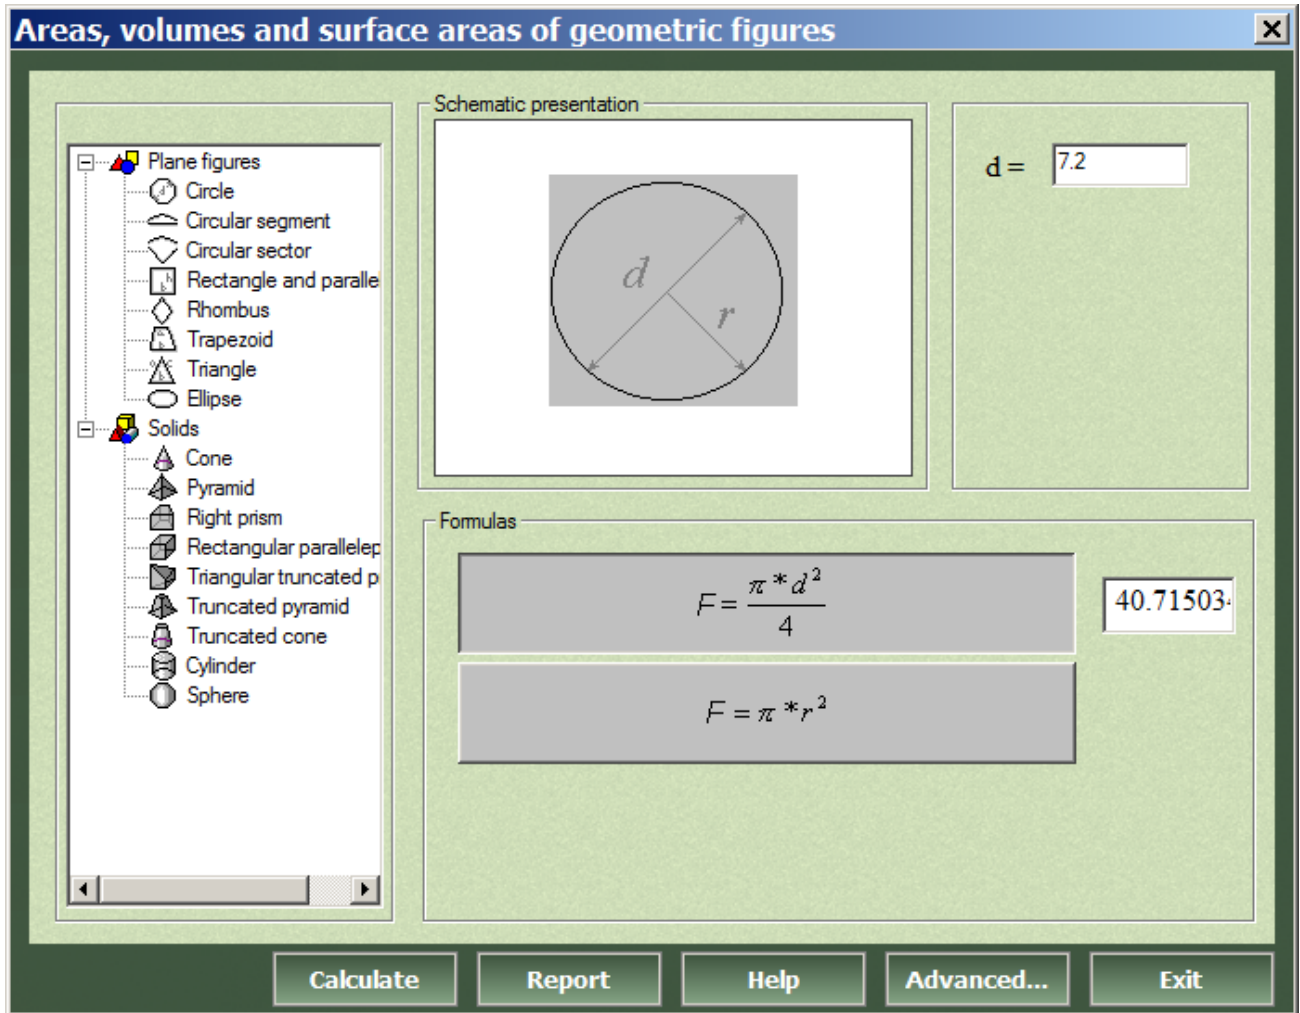 Areas, volumes and surface areas of geometric figures
Plane figures
Circle
Circular segment
Circular sector
Rectangle and paralle
Rhombus
Trapezoid
Triangle
Ellipse
Solids
Cone
Pyramid
Right prism
Rectangular parallelep
Triangular truncated p
Truncated pyramid
Truncated cone
Cylinder
Sphere
Schematic presentation
d
r
d = 7.2
Formulas
F = π * d² / 4
40.715034
F = π * r²
Calculate Report Help Advanced... Exit